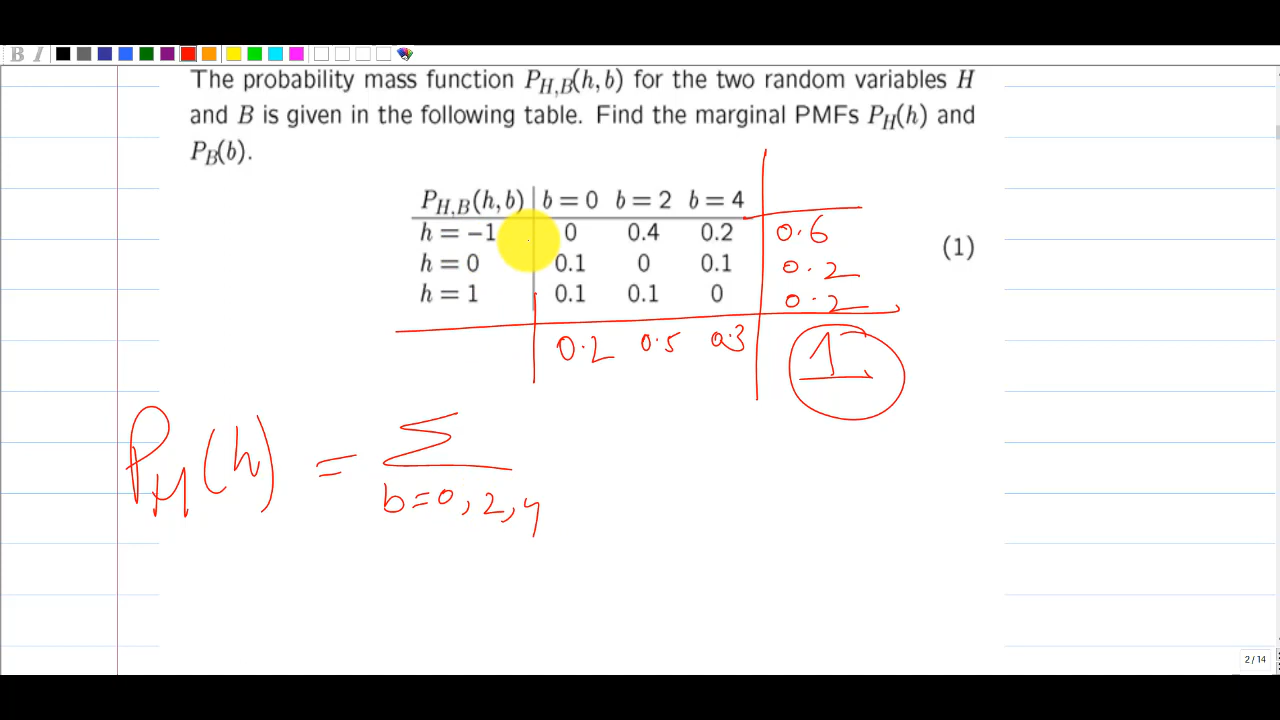 B I
The probability mass function P_{H,B}(h, b) for the two random variables H
and B is given in the following table. Find the marginal PMFs P_H(h) and
P_B(b).
P_{H,B}(h, b) b = 0 b = 2 b = 4
h = −1 0 0.4 0.2 0.6
(1)
h = 0 0.1 0 0.1 0.2
h = 1 0.1 0.1 0 0.2
0.2 0.5 0.3 1
P_H(h) = Σ
b=0, 2, 4
2 / 14